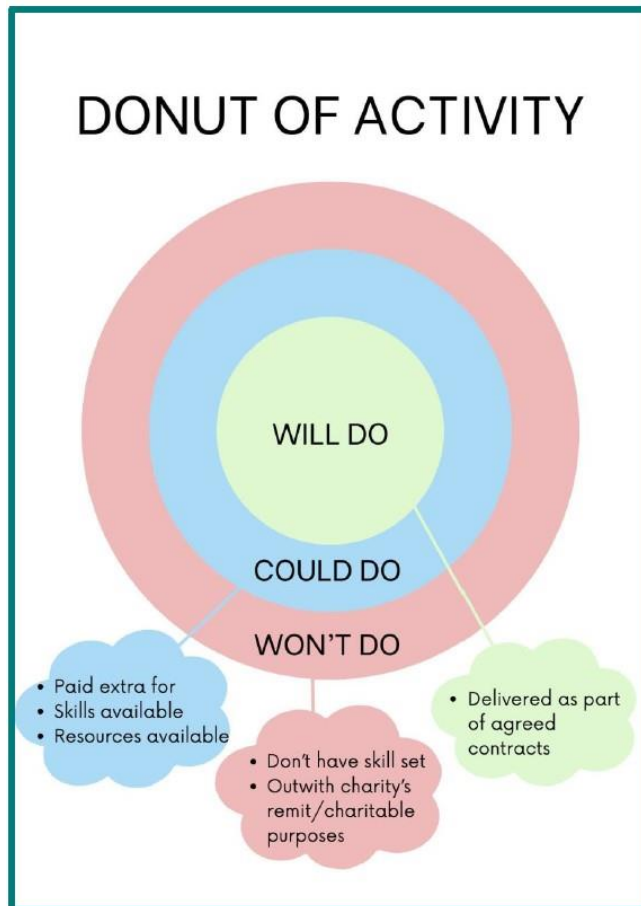 DONUT OF ACTIVITY
WILL DO
COULD DO
WON'T DO
• Paid extra for
• Skills available
• Resources available
• Don't have skill set
• Outwith charity's
remit/charitable
purposes
• Delivered as part
of agreed
contracts